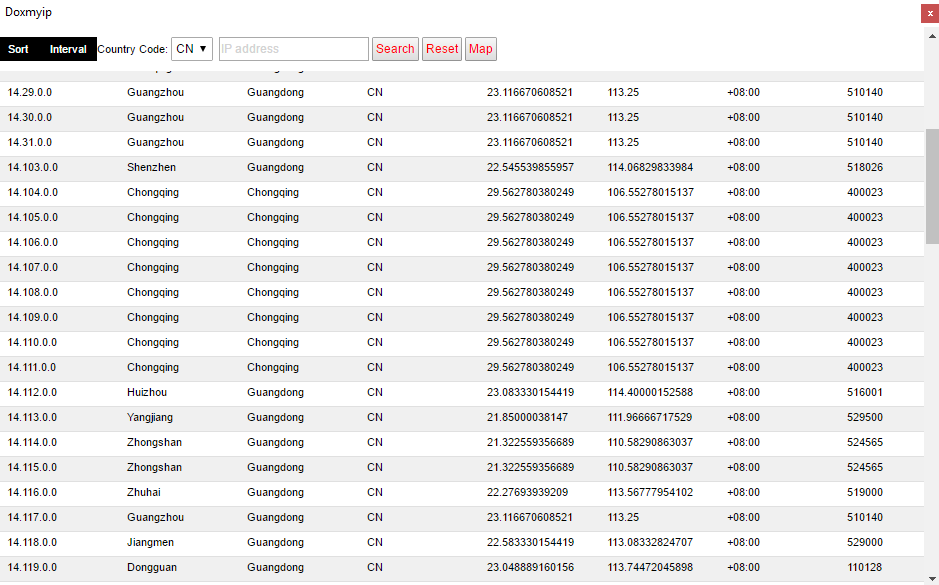 Doxmyip
x
Sort Interval Country Code: CN ▼ IP address Search Reset Map
14.29.0.0 Guangzhou Guangdong CN 23.116670608521 113.25 +08:00 510140
14.30.0.0 Guangzhou Guangdong CN 23.116670608521 113.25 +08:00 510140
14.31.0.0 Guangzhou Guangdong CN 23.116670608521 113.25 +08:00 510140
14.103.0.0 Shenzhen Guangdong CN 22.545539855957 114.06829833984 +08:00 518026
14.104.0.0 Chongqing Chongqing CN 29.562780380249 106.55278015137 +08:00 400023
14.105.0.0 Chongqing Chongqing CN 29.562780380249 106.55278015137 +08:00 400023
14.106.0.0 Chongqing Chongqing CN 29.562780380249 106.55278015137 +08:00 400023
14.107.0.0 Chongqing Chongqing CN 29.562780380249 106.55278015137 +08:00 400023
14.108.0.0 Chongqing Chongqing CN 29.562780380249 106.55278015137 +08:00 400023
14.109.0.0 Chongqing Chongqing CN 29.562780380249 106.55278015137 +08:00 400023
14.110.0.0 Chongqing Chongqing CN 29.562780380249 106.55278015137 +08:00 400023
14.111.0.0 Chongqing Chongqing CN 29.562780380249 106.55278015137 +08:00 400023
14.112.0.0 Huizhou Guangdong CN 23.083330154419 114.40000152588 +08:00 516001
14.113.0.0 Yangjiang Guangdong CN 21.85000038147 111.96666717529 +08:00 529500
14.114.0.0 Zhongshan Guangdong CN 21.322559356689 110.58290863037 +08:00 524565
14.115.0.0 Zhongshan Guangdong CN 21.322559356689 110.58290863037 +08:00 524565
14.116.0.0 Zhuhai Guangdong CN 22.27693939209 113.56777954102 +08:00 519000
14.117.0.0 Guangzhou Guangdong CN 23.116670608521 113.25 +08:00 510140
14.118.0.0 Jiangmen Guangdong CN 22.583330154419 113.08332824707 +08:00 529000
14.119.0.0 Dongguan Guangdong CN 23.048889160156 113.74472045898 +08:00 110128